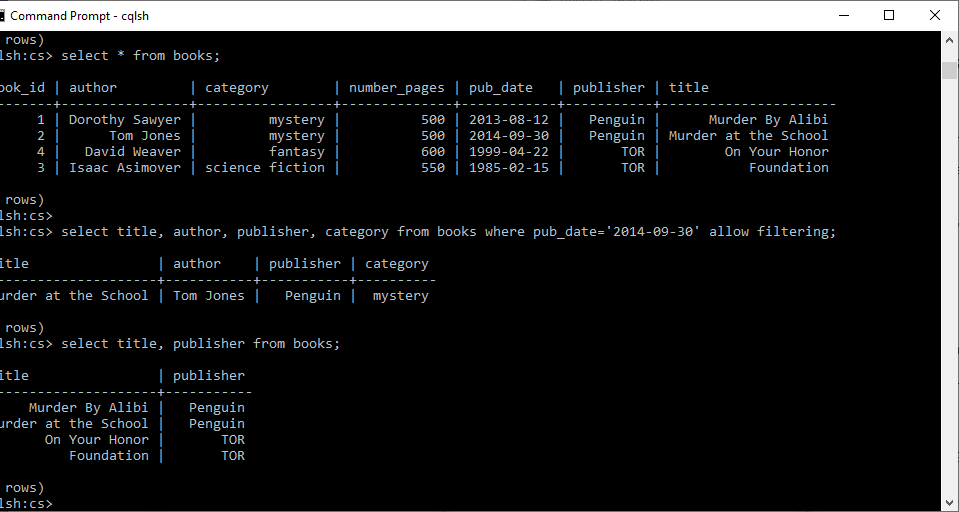 Command Prompt - cqlsh
rows)
lsh:cs> select * from books;
ook_id | author | category | number_pages | pub_date | publisher | title
-------+----------------+-----------------+--------------+------------+-----------+----------------------
1 | Dorothy Sawyer | mystery | 500 | 2013-08-12 | Penguin | Murder By Alibi
2 | Tom Jones | mystery | 500 | 2014-09-30 | Penguin | Murder at the School
4 | David Weaver | fantasy | 600 | 1999-04-22 | TOR | On Your Honor
3 | Isaac Asimover | science fiction | 550 | 1985-02-15 | TOR | Foundation
rows)
lsh:cs>
lsh:cs> select title, author, publisher, category from books where pub_date='2014-09-30' allow filtering;
itle | author | publisher | category
--------------------+-----------+-----------+----------
urder at the School | Tom Jones | Penguin | mystery
rows)
lsh:cs> select title, publisher from books;
itle | publisher
--------------------+-----------
Murder By Alibi | Penguin
urder at the School | Penguin
On Your Honor | TOR
Foundation | TOR
rows)
lsh:cs>